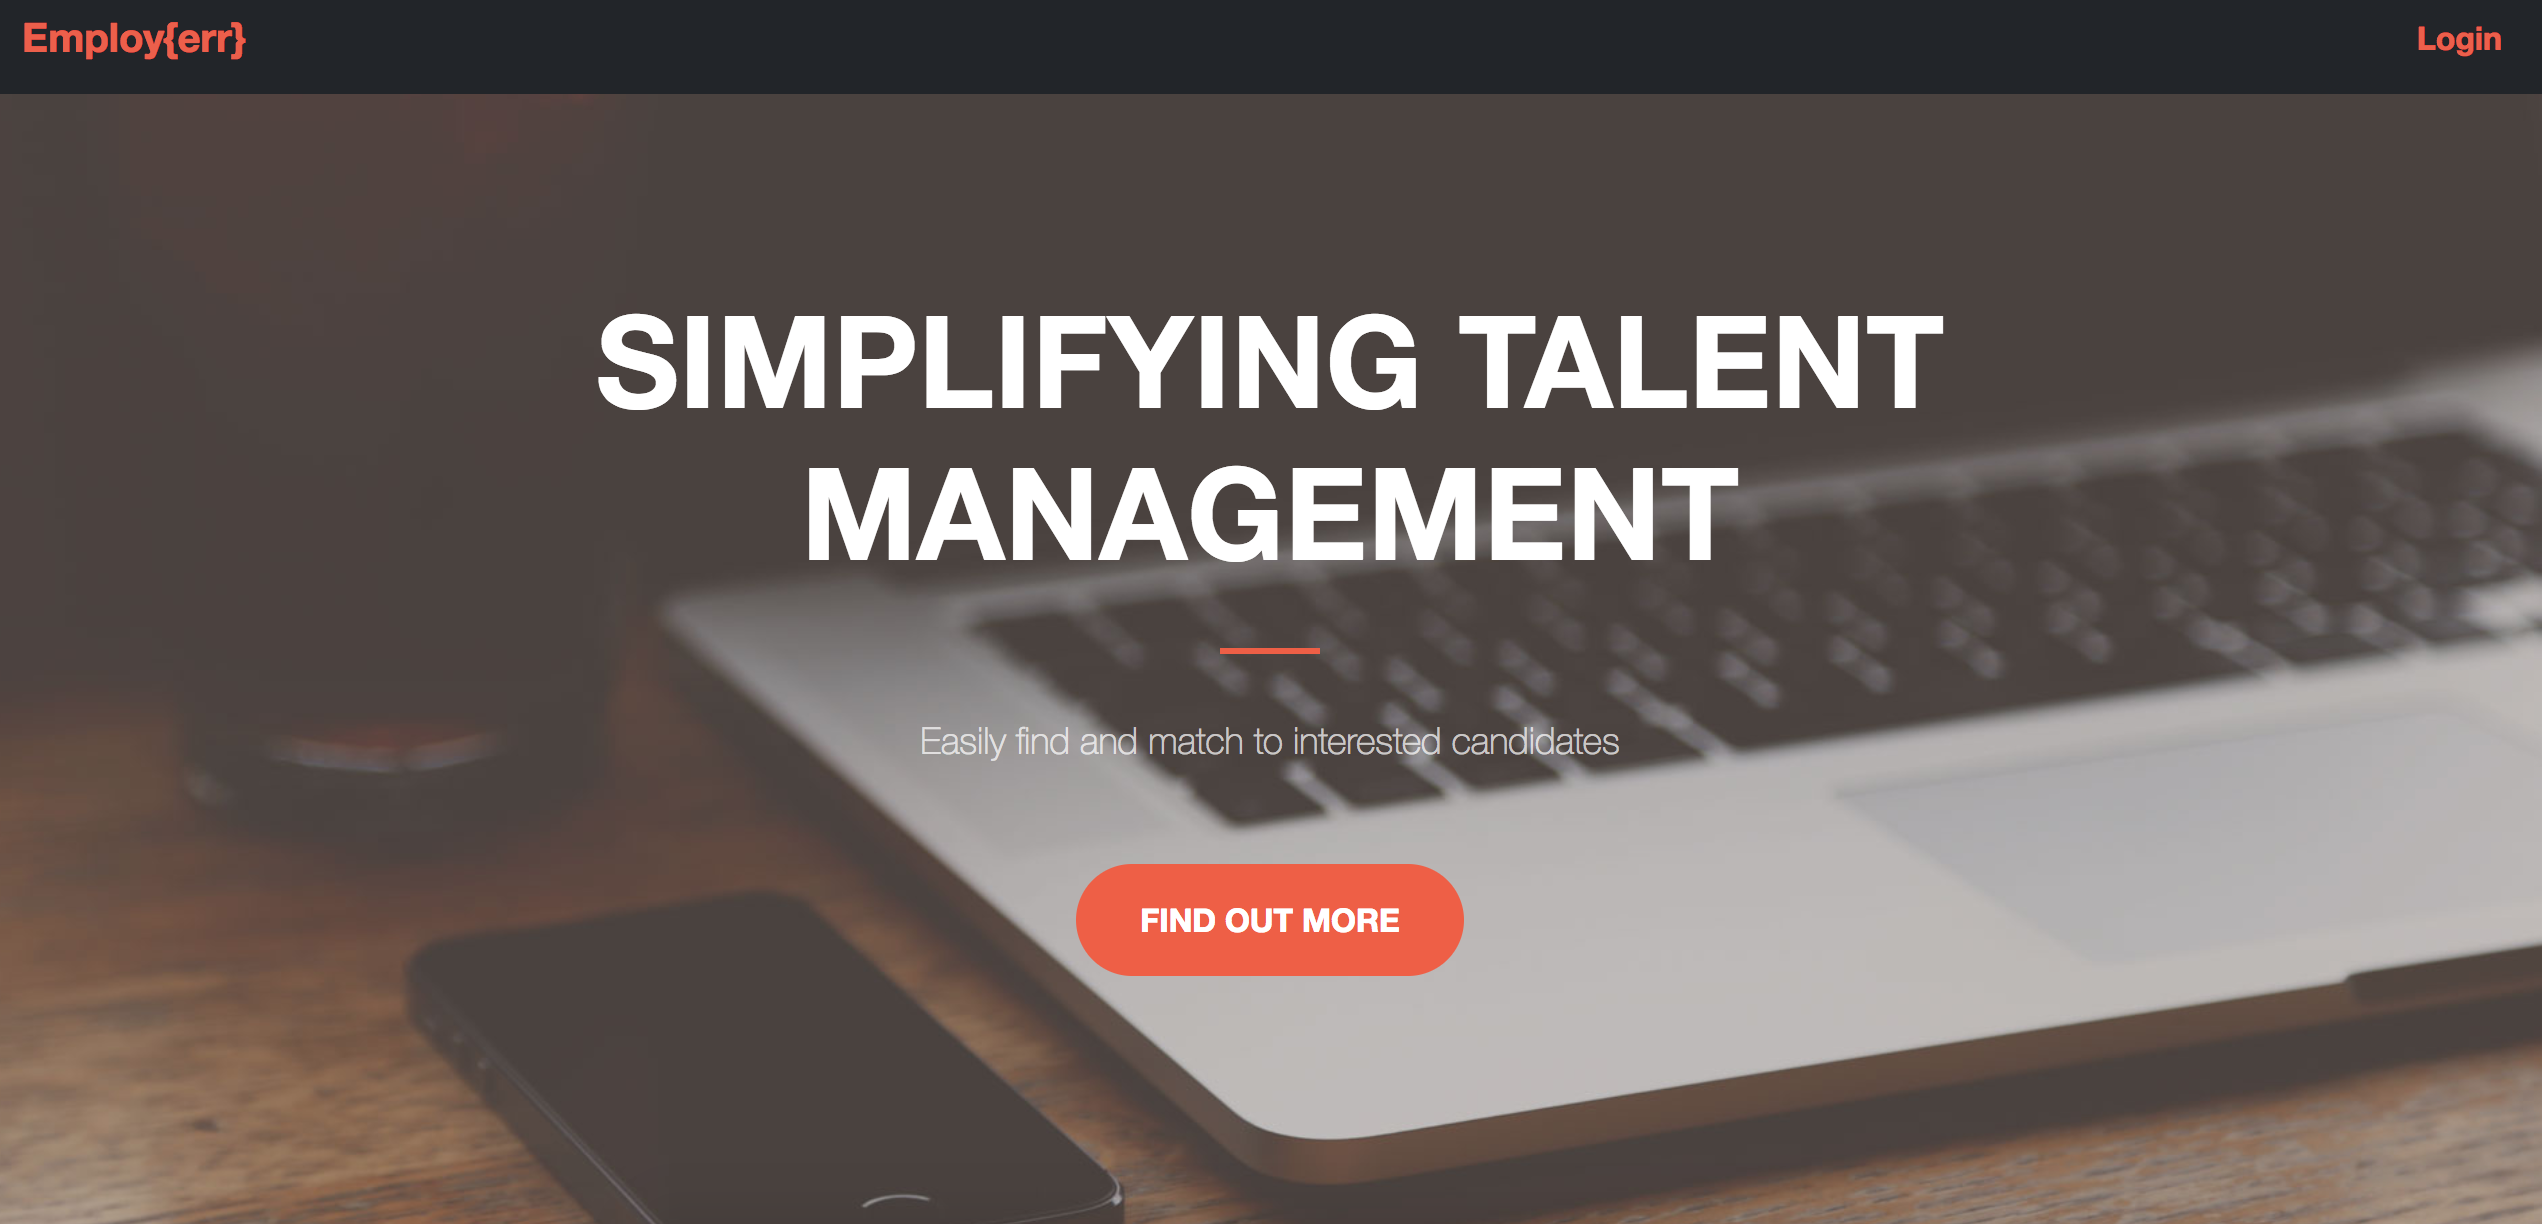 Employ{err}
Login
SIMPLIFYING TALENT
MANAGEMENT
Easily find and match to interested candidates
FIND OUT MORE